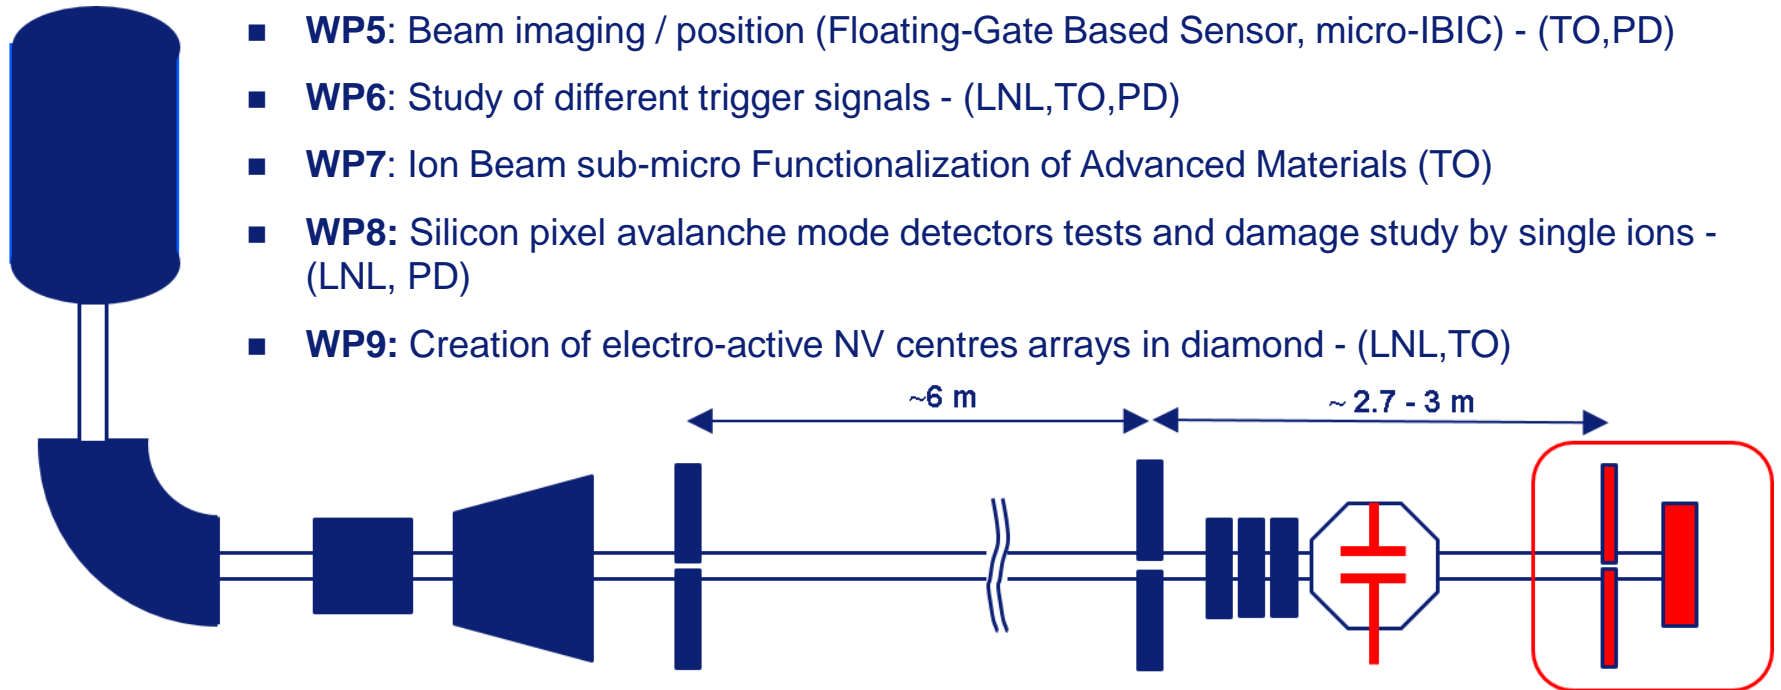 ■ WP5: Beam imaging / position (Floating-Gate Based Sensor, micro-IBIC) - (TO,PD)
■ WP6: Study of different trigger signals - (LNL,TO,PD)
■ WP7: Ion Beam sub-micro Functionalization of Advanced Materials (TO)
■ WP8: Silicon pixel avalanche mode detectors tests and damage study by single ions -
(LNL, PD)
■ WP9: Creation of electro-active NV centres arrays in diamond - (LNL,TO)
~6 m
~ 2.7 - 3 m